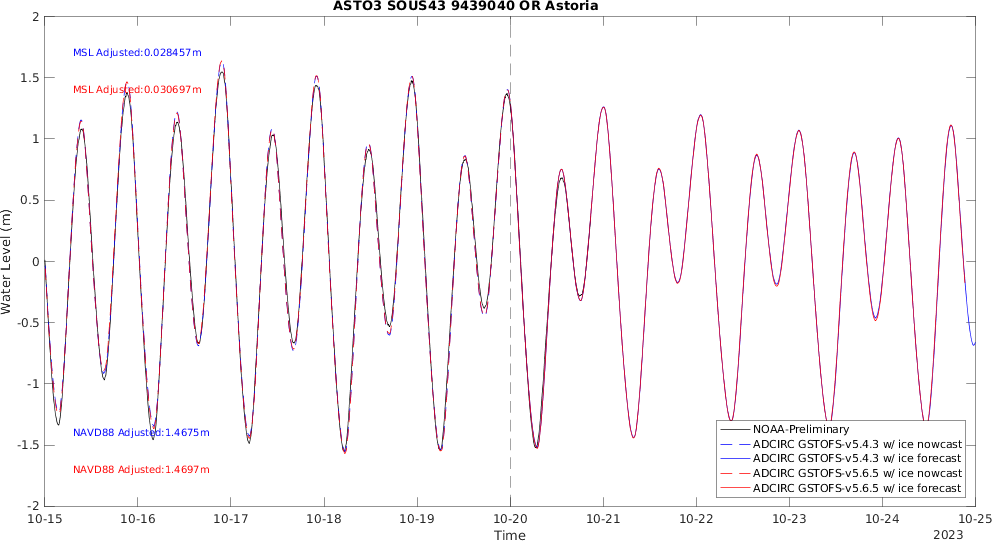 ASTO3 SOUS43 9439040 OR Astoria
2
1.5
1
0.5
0
-0.5
-1
-1.5
-2
Water Level (m)
MSL Adjusted:0.028457m
MSL Adjusted:0.030697m
NAVD88 Adjusted:1.4675m
NAVD88 Adjusted:1.4697m
NOAA-Preliminary
ADCIRC GSTOFS-v5.4.3 w/ ice nowcast
ADCIRC GSTOFS-v5.4.3 w/ ice forecast
ADCIRC GSTOFS-v5.6.5 w/ ice nowcast
ADCIRC GSTOFS-v5.6.5 w/ ice forecast
10-15 10-16 10-17 10-18 10-19 10-20 10-21 10-22 10-23 10-24 10-25
Time
2023